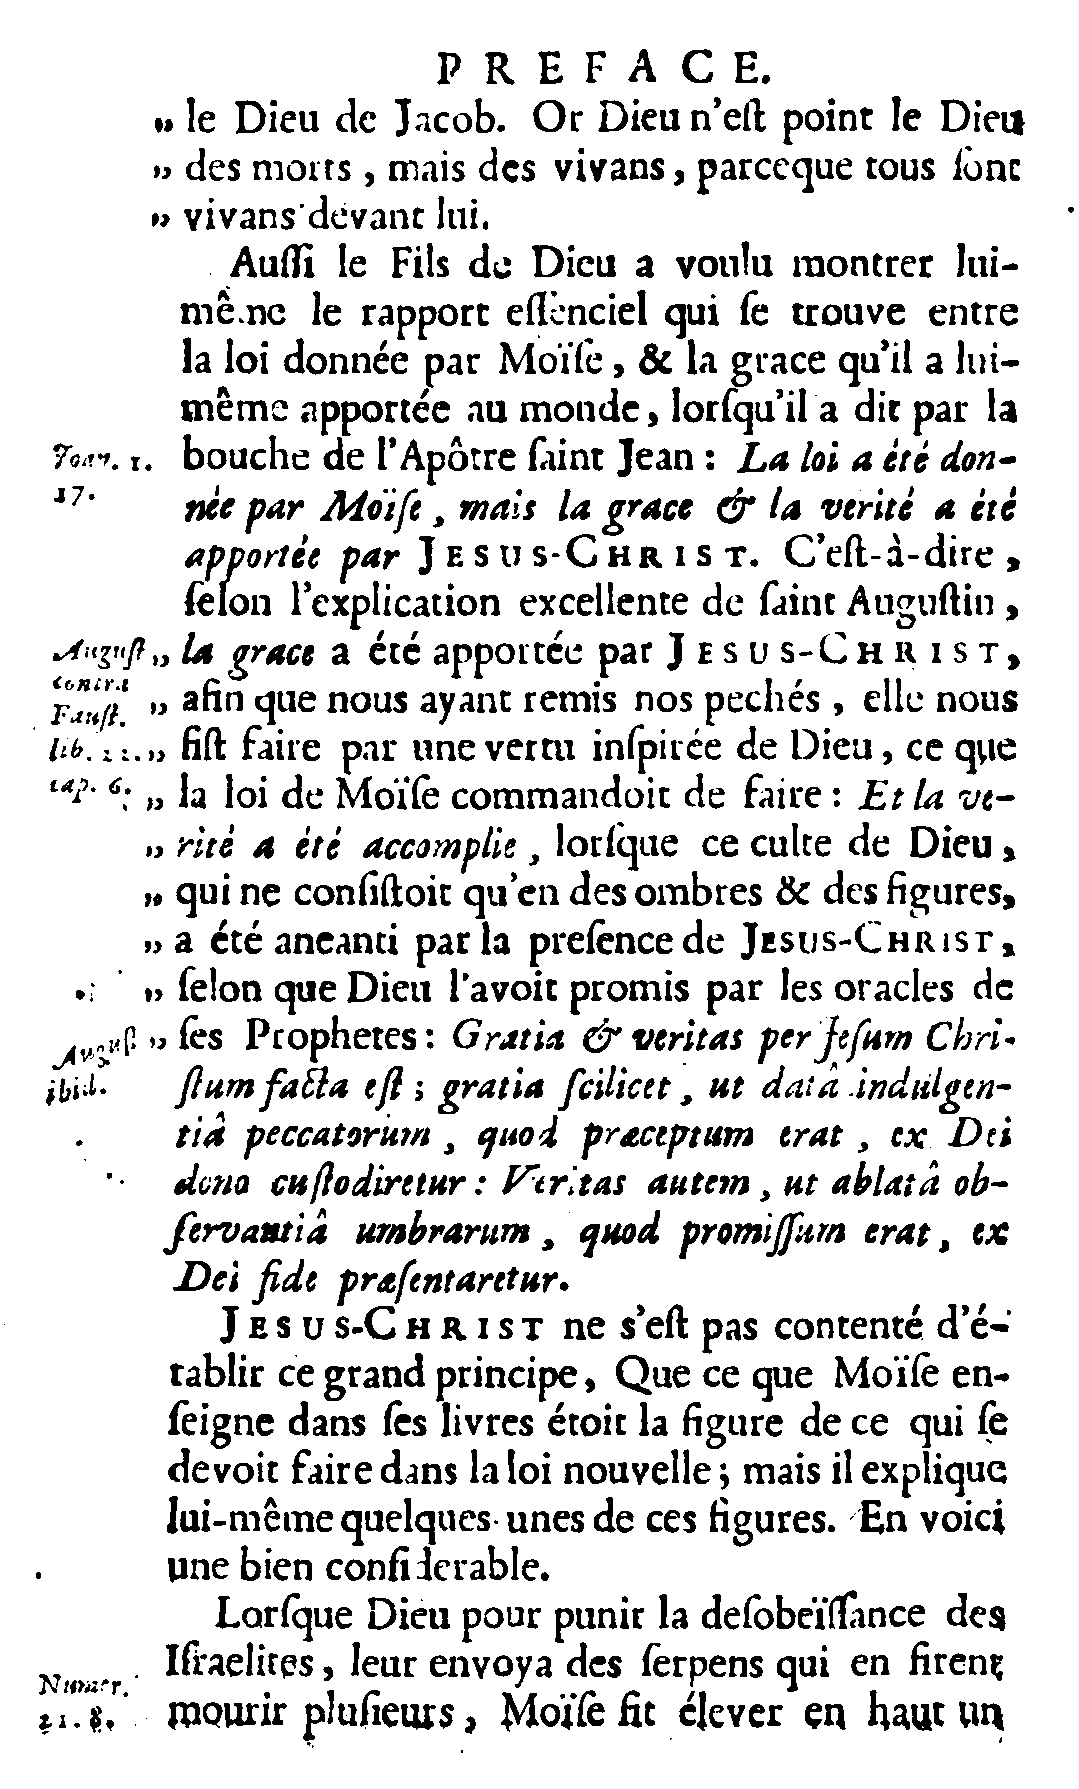 PREFACE.
„ le Dieu de Jacob. Or Dieu n'eſt point le Dieu
„ des morts, mais des vivans, parceque tous ſont
„ vivans devant lui.
Auſſi le Fils de Dieu a voulu montrer lui-
même le rapport eſſenciel qui ſe trouve entre
la loi donnée par Moïſe, & la grace qu'il a lui-
même apportée au monde, lorſqu'il a dit par la
Joan. 1. bouche de l'Apôtre ſaint Jean : La loi a été don-
17. née par Moïſe, mais la grace & la verité a été
apportée par JESUS-CHRIST. C'eſt-à-dire,
ſelon l'explication excellente de ſaint Auguſtin,
Auguſt „ la grace a été apportée par JESUS-CHRIST,
contra
Fauſt. „ afin que nous ayant remis nos pechés, elle nous
lib. „ fiſt faire par une vertu inſpirée de Dieu, ce que
cap. 6. „ la loi de Moïſe commandoit de faire : Et la ve-
„ rité a été accomplie, lorſque ce culte de Dieu,
„ qui ne conſiſtoit qu'en des ombres & des figures,
„ a été aneanti par la preſence de JESUS-CHRIST,
„ ſelon que Dieu l'avoit promis par les oracles de
Auguſt „ ſes Prophetes : Gratia & veritas per Jeſum Chri-
ibid. ſtum facta eſt ; gratia ſcilicet, ut datâ indulgen-
tiâ peccatorum, quod præceptum erat, ex Dei
dono cuſtodiretur : Veritas autem, ut ablatâ ob-
ſervantiâ umbrarum, quod promiſſum erat, ex
Dei fide præſentaretur.
JESUS-CHRIST ne s'eſt pas contenté d'é-
tablir ce grand principe, Que ce que Moïſe en-
ſeigne dans ſes livres étoit la figure de ce qui ſe
devoit faire dans la loi nouvelle ; mais il explique
lui-même quelques-unes de ces figures. En voici
une bien conſiderable.
Lorſque Dieu pour punir la deſobeïſſance des
Iſraelites, leur envoya des ſerpens qui en firent
Numer.
21. 8. mourir pluſieurs, Moïſe fit élever en haut un